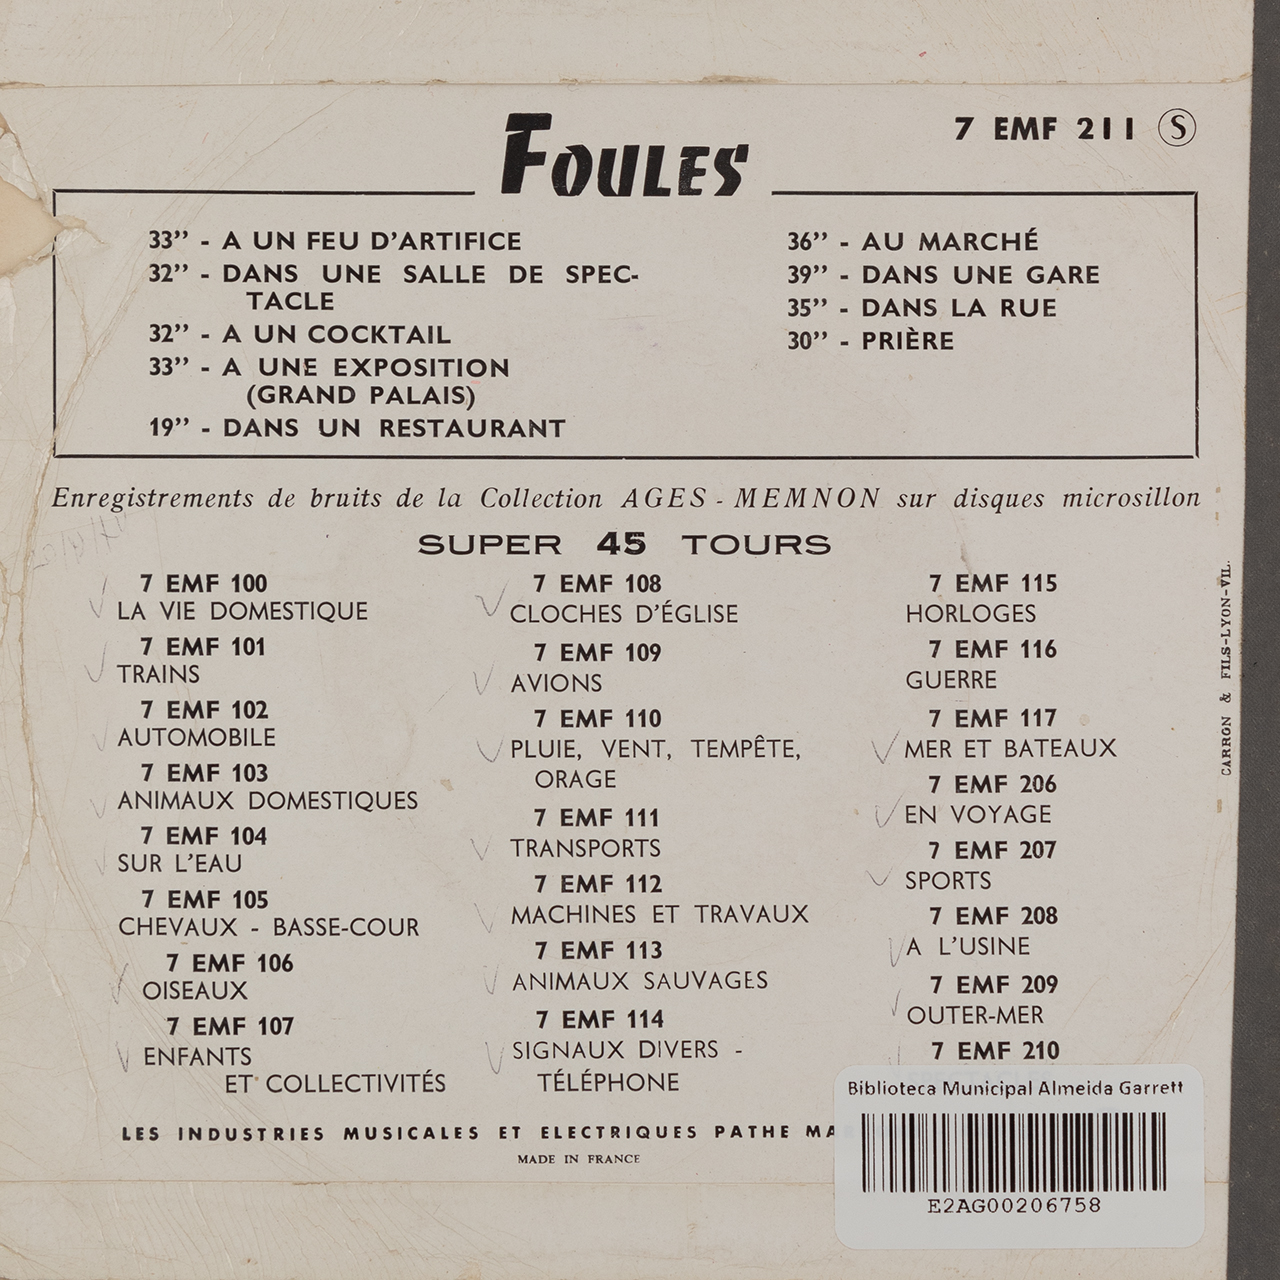 FOULES
7 EMF 211 Ⓢ
33’’ - A UN FEU D’ARTIFICE
32’’ - DANS UNE SALLE DE SPEC-
TACLE
32’’ - A UN COCKTAIL
33’’ - A UNE EXPOSITION
(GRAND PALAIS)
19’’ - DANS UN RESTAURANT
36’’ - AU MARCHÉ
39’’ - DANS UNE GARE
35’’ - DANS LA RUE
30’’ - PRIÈRE
Enregistrements de bruits de la Collection AGES - MEMNON sur disques microsillon
SUPER 45 TOURS
7 EMF 100
LA VIE DOMESTIQUE
7 EMF 101
TRAINS
7 EMF 102
AUTOMOBILE
7 EMF 103
ANIMAUX DOMESTIQUES
7 EMF 104
SUR L’EAU
7 EMF 105
CHEVAUX - BASSE-COUR
7 EMF 106
OISEAUX
7 EMF 107
ENFANTS
ET COLLECTIVITÉS
7 EMF 108
CLOCHES D’ÉGLISE
7 EMF 109
AVIONS
7 EMF 110
PLUIE, VENT, TEMPÊTE,
ORAGE
7 EMF 111
TRANSPORTS
7 EMF 112
MACHINES ET TRAVAUX
7 EMF 113
ANIMAUX SAUVAGES
7 EMF 114
SIGNAUX DIVERS -
TÉLÉPHONE
7 EMF 115
HORLOGES
7 EMF 116
GUERRE
7 EMF 117
MER ET BATEAUX
7 EMF 206
EN VOYAGE
7 EMF 207
SPORTS
7 EMF 208
A L’USINE
7 EMF 209
OUTER-MER
7 EMF 210
CARRON & FILS-LYON-VIL.
LES INDUSTRIES MUSICALES ET ELECTRIQUES PATHE MA
MADE IN FRANCE
Biblioteca Municipal Almeida Garrett
E2AG00206758